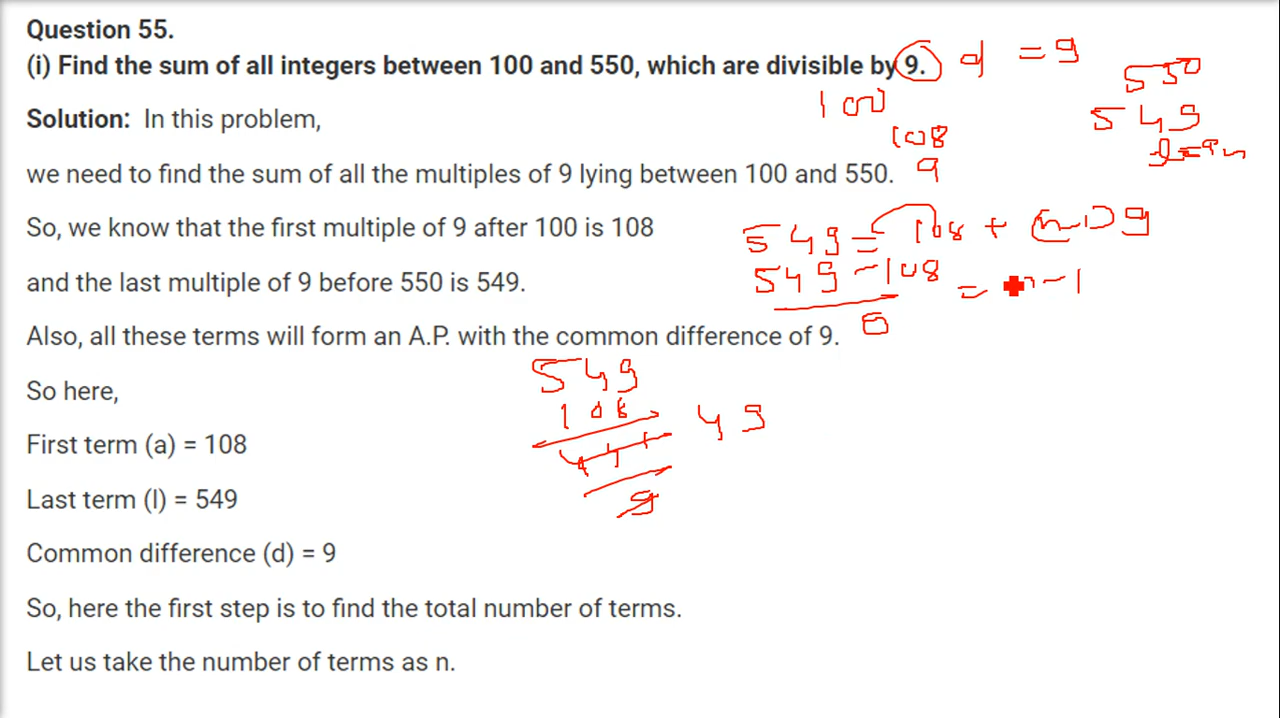 Question 55.
(i) Find the sum of all integers between 100 and 550, which are divisible by 9. d = 9
550
100
549
Solution: In this problem,
108
9
we need to find the sum of all the multiples of 9 lying between 100 and 550.
So, we know that the first multiple of 9 after 100 is 108
549 = 108 + (n-1) 9
549 - 108
= n - 1
and the last multiple of 9 before 550 is 549.
Also, all these terms will form an A.P. with the common difference of 9.
549
So here,
108
49
441
First term (a) = 108
9
Last term (l) = 549
Common difference (d) = 9
So, here the first step is to find the total number of terms.
Let us take the number of terms as n.